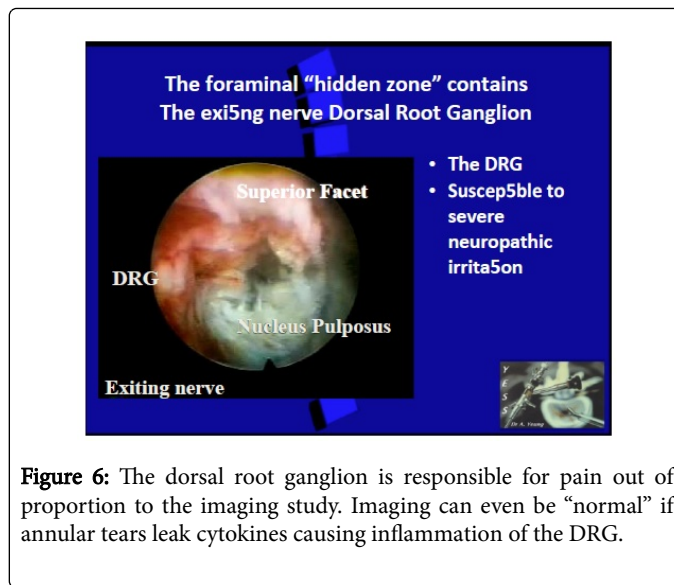 The foraminal “hidden zone” contains
The exi5ng nerve Dorsal Root Ganglion
Superior Facet
DRG
Nucleus Pulposus
Exiting nerve
• The DRG
• Suscep5ble to
severe
neuropathic
irrita5on
Y
E
S
S
Dr A. Yeung
Figure 6: The dorsal root ganglion is responsible for pain out of
proportion to the imaging study. Imaging can even be “normal” if
annular tears leak cytokines causing inflammation of the DRG.